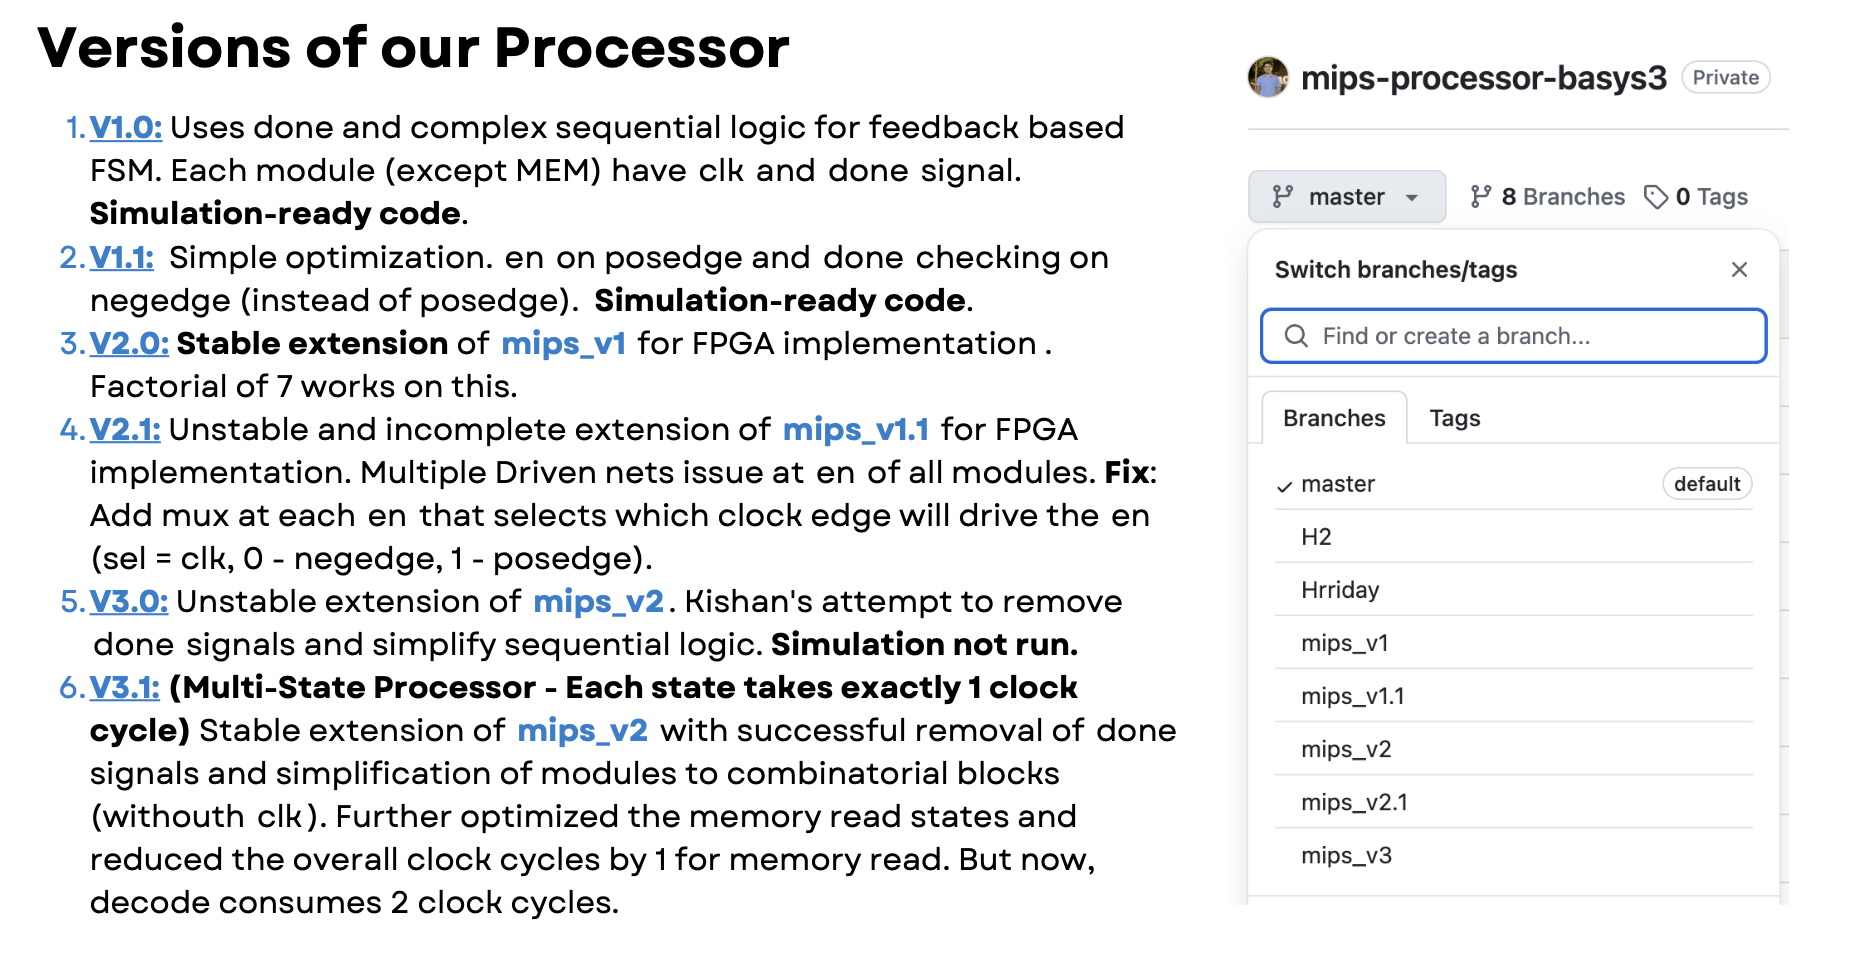 Versions of our Processor
1. V1.0: Uses done and complex sequential logic for feedback based
FSM. Each module (except MEM) have clk and done signal.
Simulation-ready code.
2. V1.1: Simple optimization. en on posedge and done checking on
negedge (instead of posedge). Simulation-ready code.
3. V2.0: Stable extension of mips_v1 for FPGA implementation .
Factorial of 7 works on this.
4. V2.1: Unstable and incomplete extension of mips_v1.1 for FPGA
implementation. Multiple Driven nets issue at en of all modules. Fix:
Add mux at each en that selects which clock edge will drive the en
(sel = clk, 0 - negedge, 1 - posedge).
5. V3.0: Unstable extension of mips_v2. Kishan's attempt to remove
done signals and simplify sequential logic. Simulation not run.
6. V3.1: (Multi-State Processor - Each state takes exactly 1 clock
cycle) Stable extension of mips_v2 with successful removal of done
signals and simplification of modules to combinatorial blocks
(withouth clk). Further optimized the memory read states and
reduced the overall clock cycles by 1 for memory read. But now,
decode consumes 2 clock cycles.
mips-processor-basys3 Private
master 8 Branches 0 Tags
Switch branches/tags
Find or create a branch...
Branches Tags
master default
H2
Hrriday
mips_v1
mips_v1.1
mips_v2
mips_v2.1
mips_v3